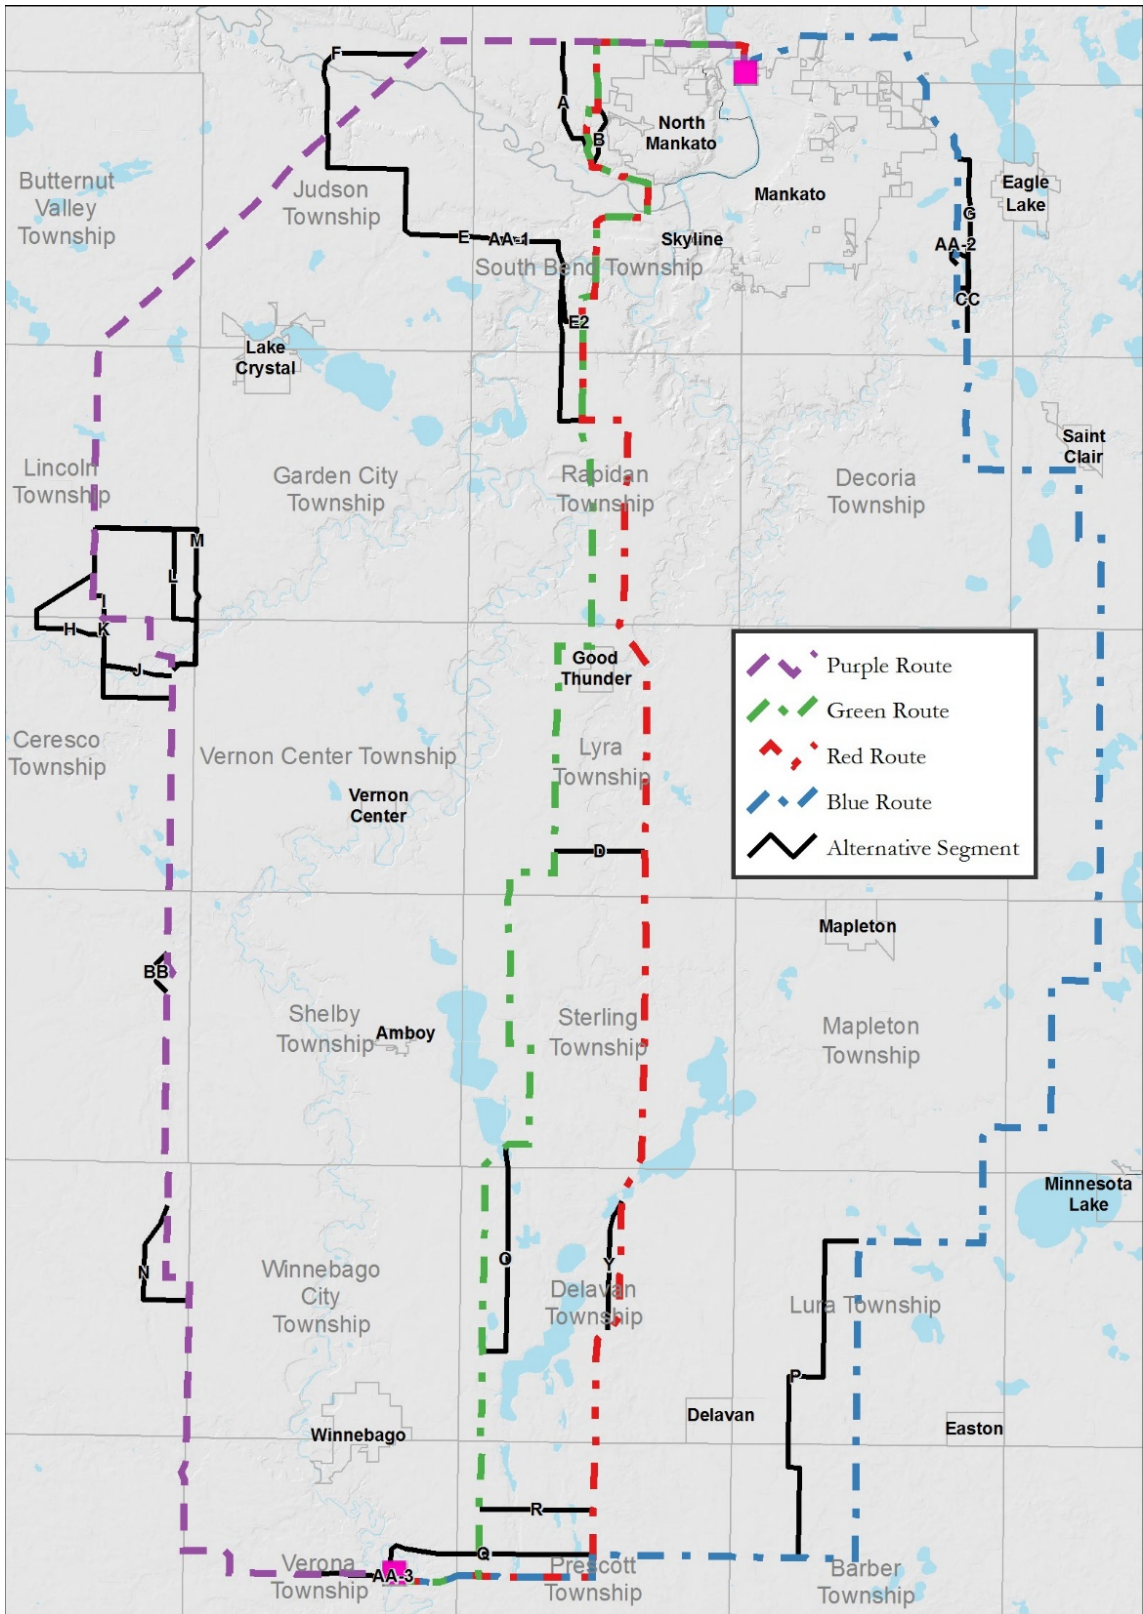 F
A
B
North
Mankato
Mankato
Eagle
Lake
Butternut
Valley
Township
Judson
Township
G
E
AA-1
Skyline
AA-2
South Bend Township
CC
E2
Lake
Crystal
Saint
Clair
Lincoln
Township
Garden City
Township
Rapidan
Township
Decoria
Township
M
L
I
H
K
J
Good
Thunder
Purple Route
Green Route
Red Route
Blue Route
Alternative Segment
Ceresco
Township
Vernon Center Township
Lyra
Township
Vernon
Center
D
Mapleton
BB
Shelby
Township
Amboy
Sterling
Township
Mapleton
Township
Minnesota
Lake
N
Winnebago
City
Township
O
Y
Delavan
Township
Lura Township
P
Delavan
Easton
Winnebago
R
Q
Verona
Township
AA-3
Prescott
Township
Barber
Township